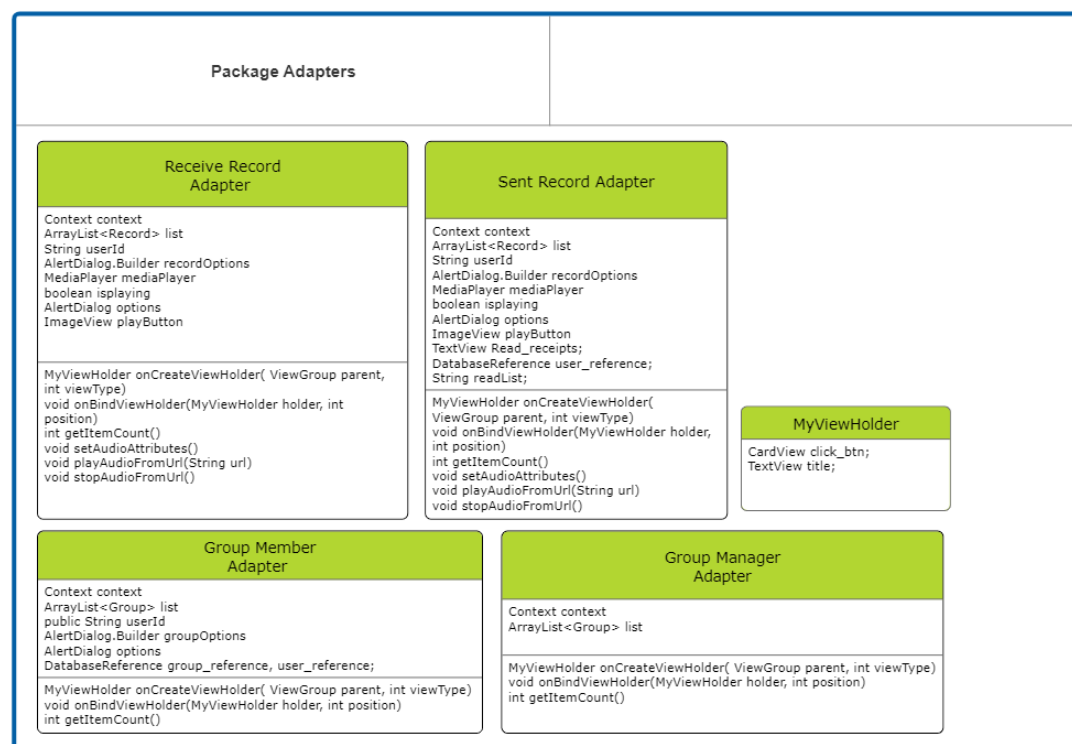 Package Adapters
Receive Record
Adapter
Context context
ArrayList<Record> list
String userId
AlertDialog.Builder recordOptions
MediaPlayer mediaPlayer
boolean isplaying
AlertDialog options
ImageView playButton
MyViewHolder onCreateViewHolder( ViewGroup parent,
int viewType)
void onBindViewHolder(MyViewHolder holder, int
position)
int getItemCount()
void setAudioAttributes()
void playAudioFromUrl(String url)
void stopAudioFromUrl()
Sent Record Adapter
Context context
ArrayList<Record> list
String userId
AlertDialog.Builder recordOptions
MediaPlayer mediaPlayer
boolean isplaying
AlertDialog options
ImageView playButton
TextView Read_receipts;
DatabaseReference user_reference;
String readList;
MyViewHolder onCreateViewHolder(
ViewGroup parent, int viewType)
void onBindViewHolder(MyViewHolder holder,
int position)
int getItemCount()
void setAudioAttributes()
void playAudioFromUrl(String url)
void stopAudioFromUrl()
MyViewHolder
CardView click_btn;
TextView title;
Group Member
Adapter
Context context
ArrayList<Group> list
public String userId
AlertDialog.Builder groupOptions
AlertDialog options
DatabaseReference group_reference, user_reference;
MyViewHolder onCreateViewHolder( ViewGroup parent, int viewType)
void onBindViewHolder(MyViewHolder holder, int position)
int getItemCount()
Group Manager
Adapter
Context context
ArrayList<Group> list
MyViewHolder onCreateViewHolder( ViewGroup parent, int viewType)
void onBindViewHolder(MyViewHolder holder, int position)
int getItemCount()